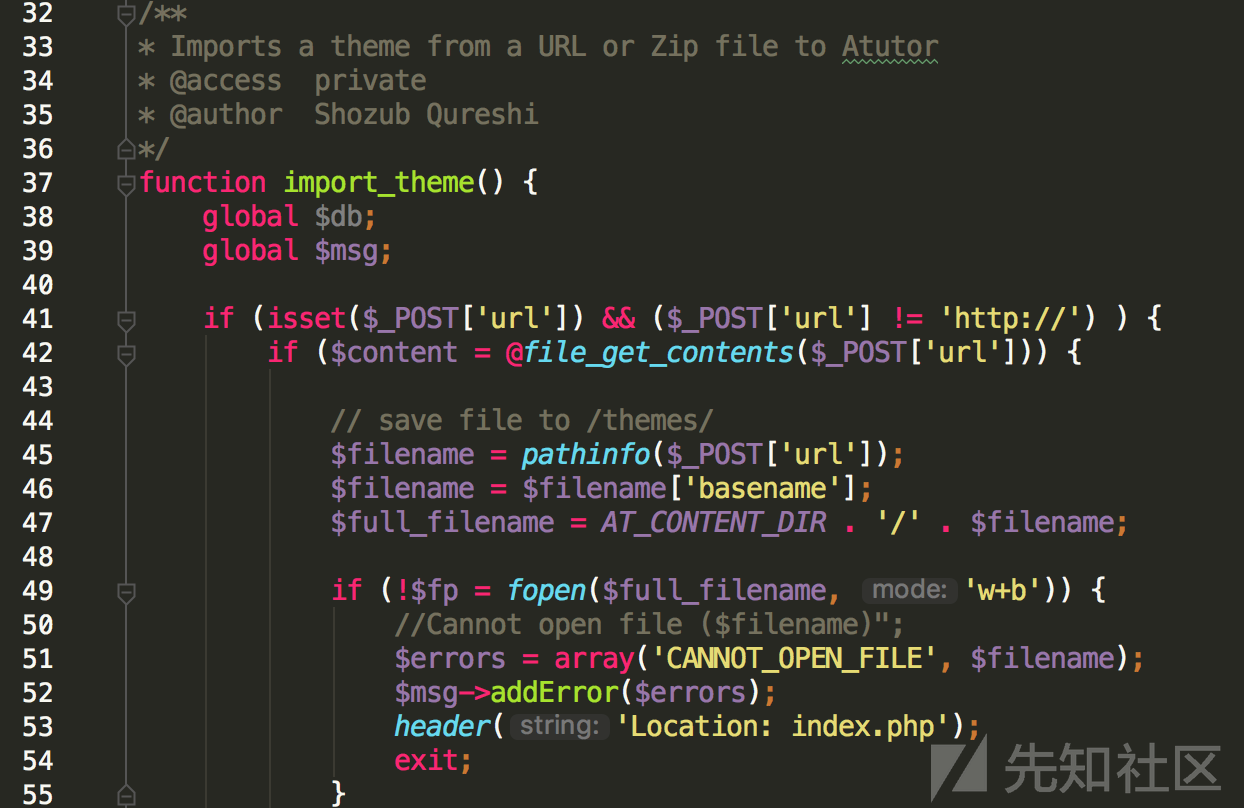 32 /**
33 * Imports a theme from a URL or Zip file to Atutor
34 * @access  private
35 * @author  Shozub Qureshi
36 */
37 function import_theme() {
38     global $db;
39     global $msg;
40
41     if (isset($_POST['url']) && ($_POST['url'] != 'http://') ) {
42         if ($content = @file_get_contents($_POST['url'])) {
43
44             // save file to /themes/
45             $filename = pathinfo($_POST['url']);
46             $filename = $filename['basename'];
47             $full_filename = AT_CONTENT_DIR . '/' . $filename;
48
49             if (!$fp = fopen($full_filename, mode: 'w+b')) {
50                 //Cannot open file ($filename)";
51                 $errors = array('CANNOT_OPEN_FILE', $filename);
52                 $msg->addError($errors);
53                 header( string: 'Location: index.php');
54                 exit;
55             }
先知社区